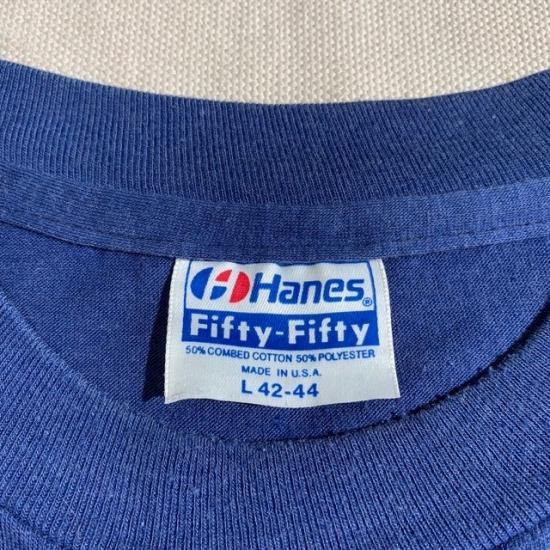 Hanes®
Fifty-Fifty
50% COMBED COTTON 50% POLYESTER
MADE IN U.S.A.
L 42-44